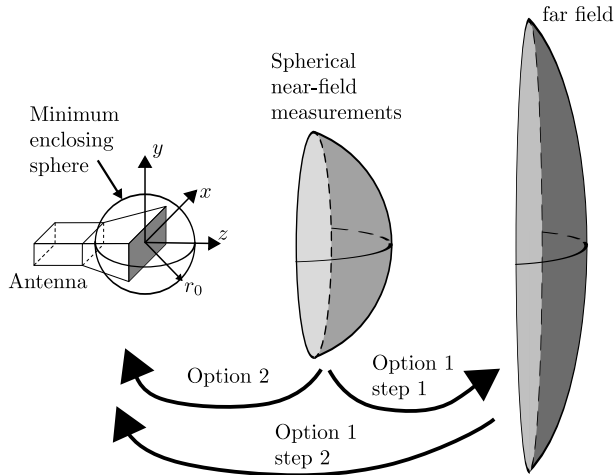 far field
Spherical
near-field
measurements
Minimum
enclosing
sphere
y
x
z
r0
Antenna
Option 2
Option 1
step 1
Option 1
step 2